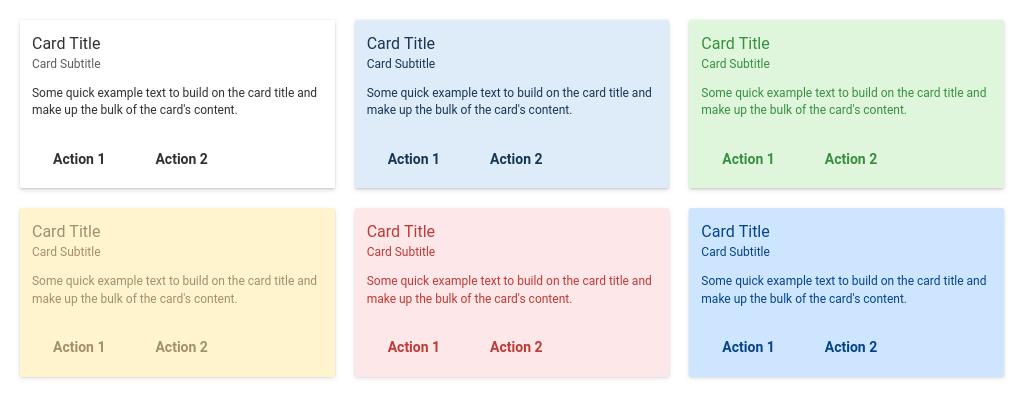 Card Title
Card Subtitle
Some quick example text to build on the card title and
make up the bulk of the card's content.
Action 1 Action 2
Card Title
Card Subtitle
Some quick example text to build on the card title and
make up the bulk of the card's content.
Action 1 Action 2
Card Title
Card Subtitle
Some quick example text to build on the card title and
make up the bulk of the card's content.
Action 1 Action 2
Card Title
Card Subtitle
Some quick example text to build on the card title and
make up the bulk of the card's content.
Action 1 Action 2
Card Title
Card Subtitle
Some quick example text to build on the card title and
make up the bulk of the card's content.
Action 1 Action 2
Card Title
Card Subtitle
Some quick example text to build on the card title and
make up the bulk of the card's content.
Action 1 Action 2